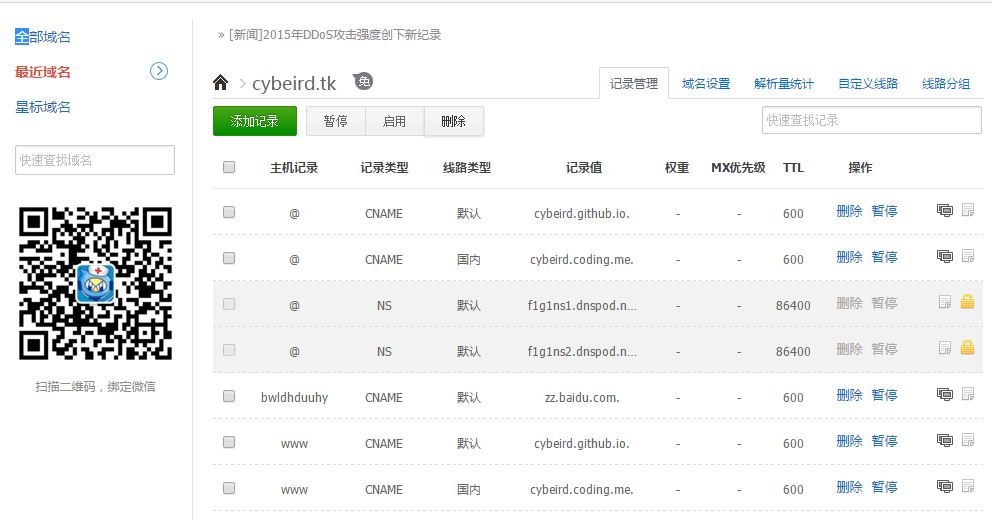 全部域名
最近域名
星标域名
快速查找域名
扫描二维码，绑定微信
» [新闻]2015年DDoS攻击强度创下新纪录
cybeird.tk 免
记录管理 域名设置 解析量统计 自定义线路 线路分组
添加记录 暂停 启用 删除 快速查找记录
主机记录 记录类型 线路类型 记录值 权重 MX优先级 TTL 操作
@ CNAME 默认 cybeird.github.io. - - 600 删除 暂停
@ CNAME 国内 cybeird.coding.me. - - 600 删除 暂停
@ NS 默认 f1g1ns1.dnspod.n... - - 86400 删除 暂停
@ NS 默认 f1g1ns2.dnspod.n... - - 86400 删除 暂停
bwldhduuhy CNAME 默认 zz.baidu.com. - - 600 删除 暂停
www CNAME 默认 cybeird.github.io. - - 600 删除 暂停
www CNAME 国内 cybeird.coding.me. - - 600 删除 暂停